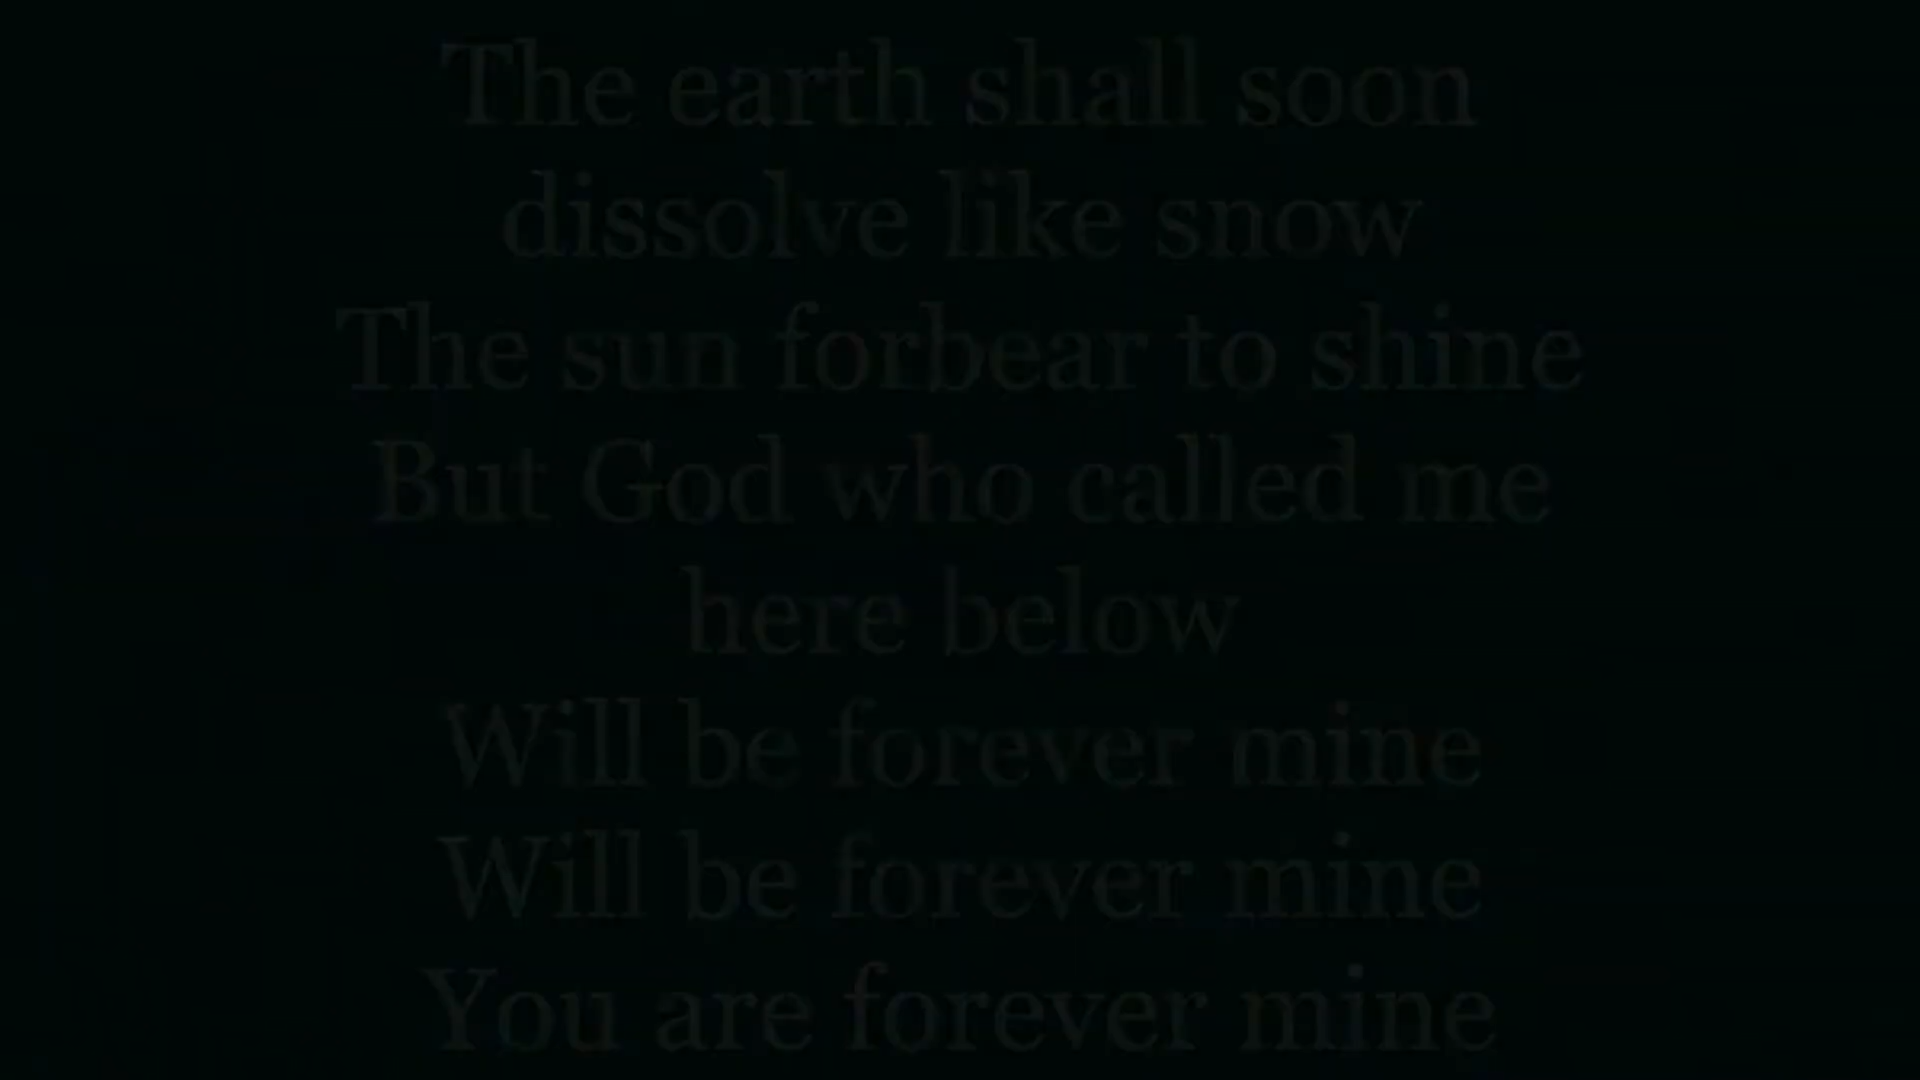 The earth shall soon
dissolve like snow
The sun forbear to shine
But God who called me
here below
Will be forever mine
Will be forever mine
You are forever mine